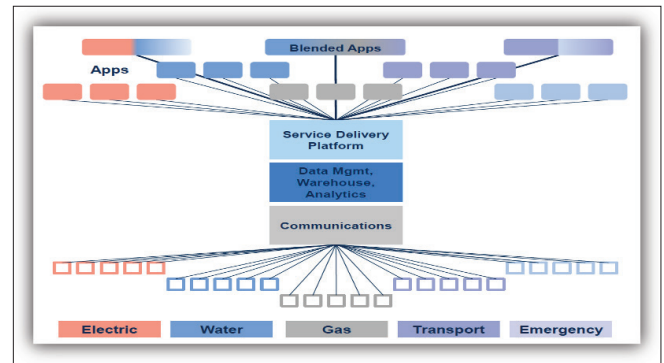 Blended Apps
Apps
Service Delivery
Platform
Data Mgmt,
Warehouse,
Analytics
Communications
Electric
Water
Gas
Transport
Emergency